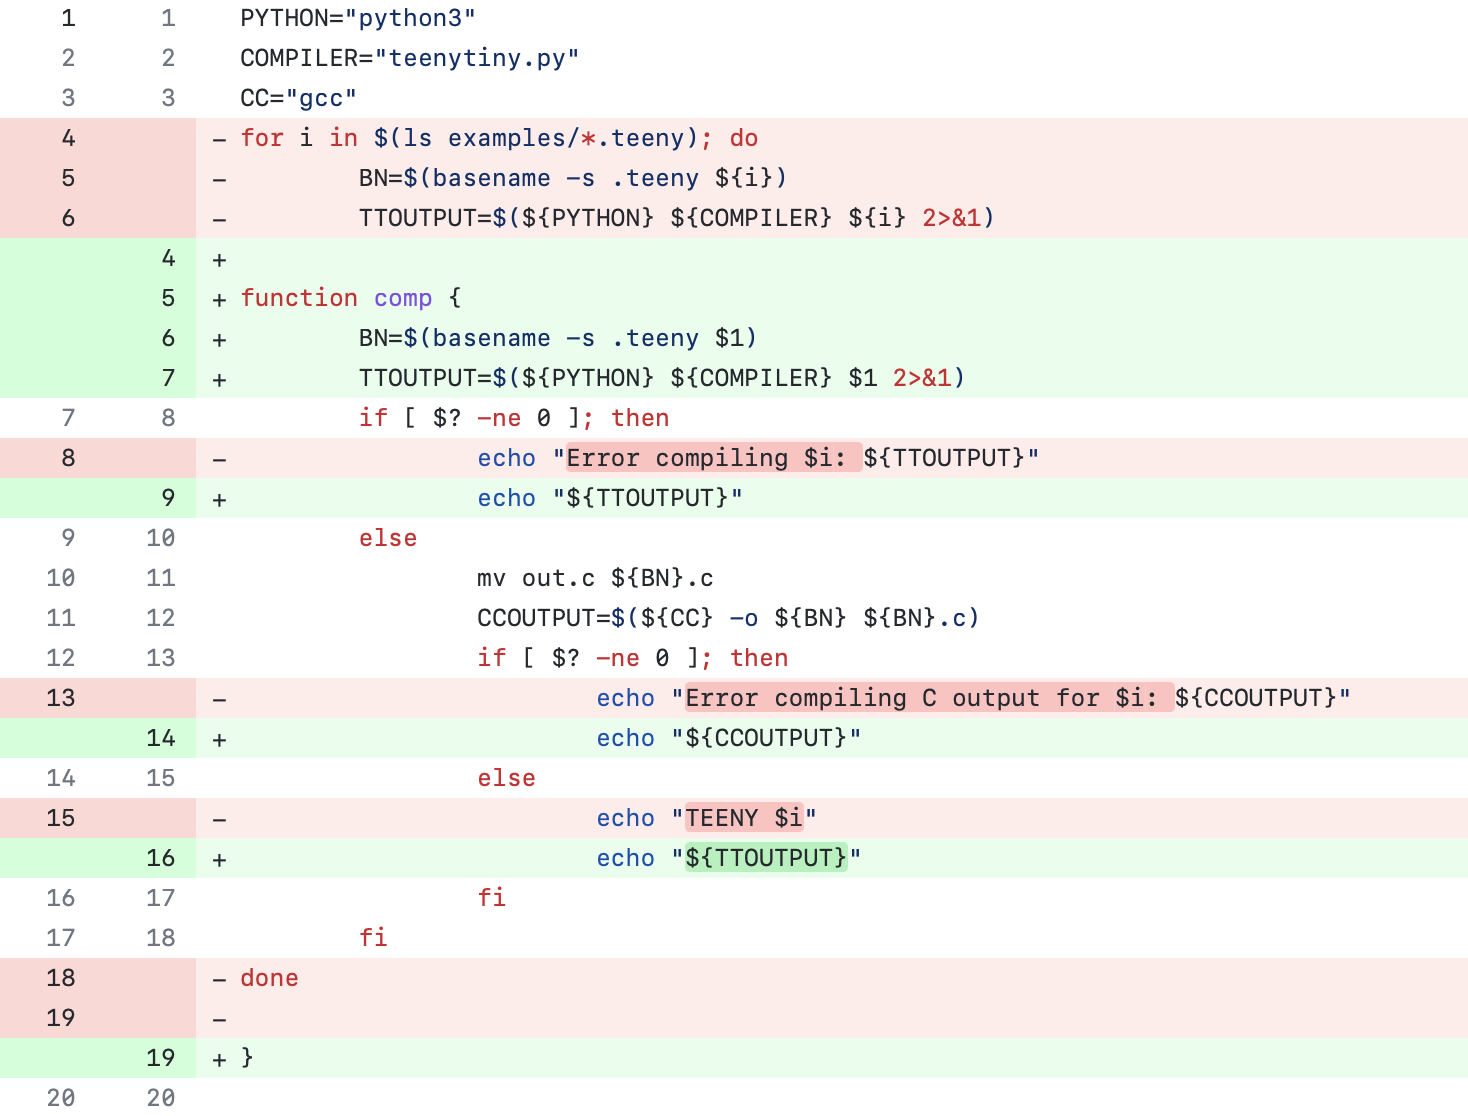 1 1 PYTHON="python3"
2 2 COMPILER="teenytiny.py"
3 3 CC="gcc"
4 - for i in $(ls examples/*.teeny); do
5 - BN=$(basename -s .teeny ${i})
6 - TTOUTPUT=$(${PYTHON} ${COMPILER} ${i} 2>&1)
4 +
5 + function comp {
6 + BN=$(basename -s .teeny $1)
7 + TTOUTPUT=$(${PYTHON} ${COMPILER} $1 2>&1)
7 8 if [ $? -ne 0 ]; then
8 - echo "Error compiling $i: ${TTOUTPUT}"
9 + echo "${TTOUTPUT}"
9 10 else
10 11 mv out.c ${BN}.c
11 12 CCOUTPUT=$(${CC} -o ${BN} ${BN}.c)
12 13 if [ $? -ne 0 ]; then
13 - echo "Error compiling C output for $i: ${CCOUTPUT}"
14 + echo "${CCOUTPUT}"
14 15 else
15 - echo "TEENY $i"
16 + echo "${TTOUTPUT}"
16 17 fi
17 18 fi
18 - done
19 -
19 + }
20 20